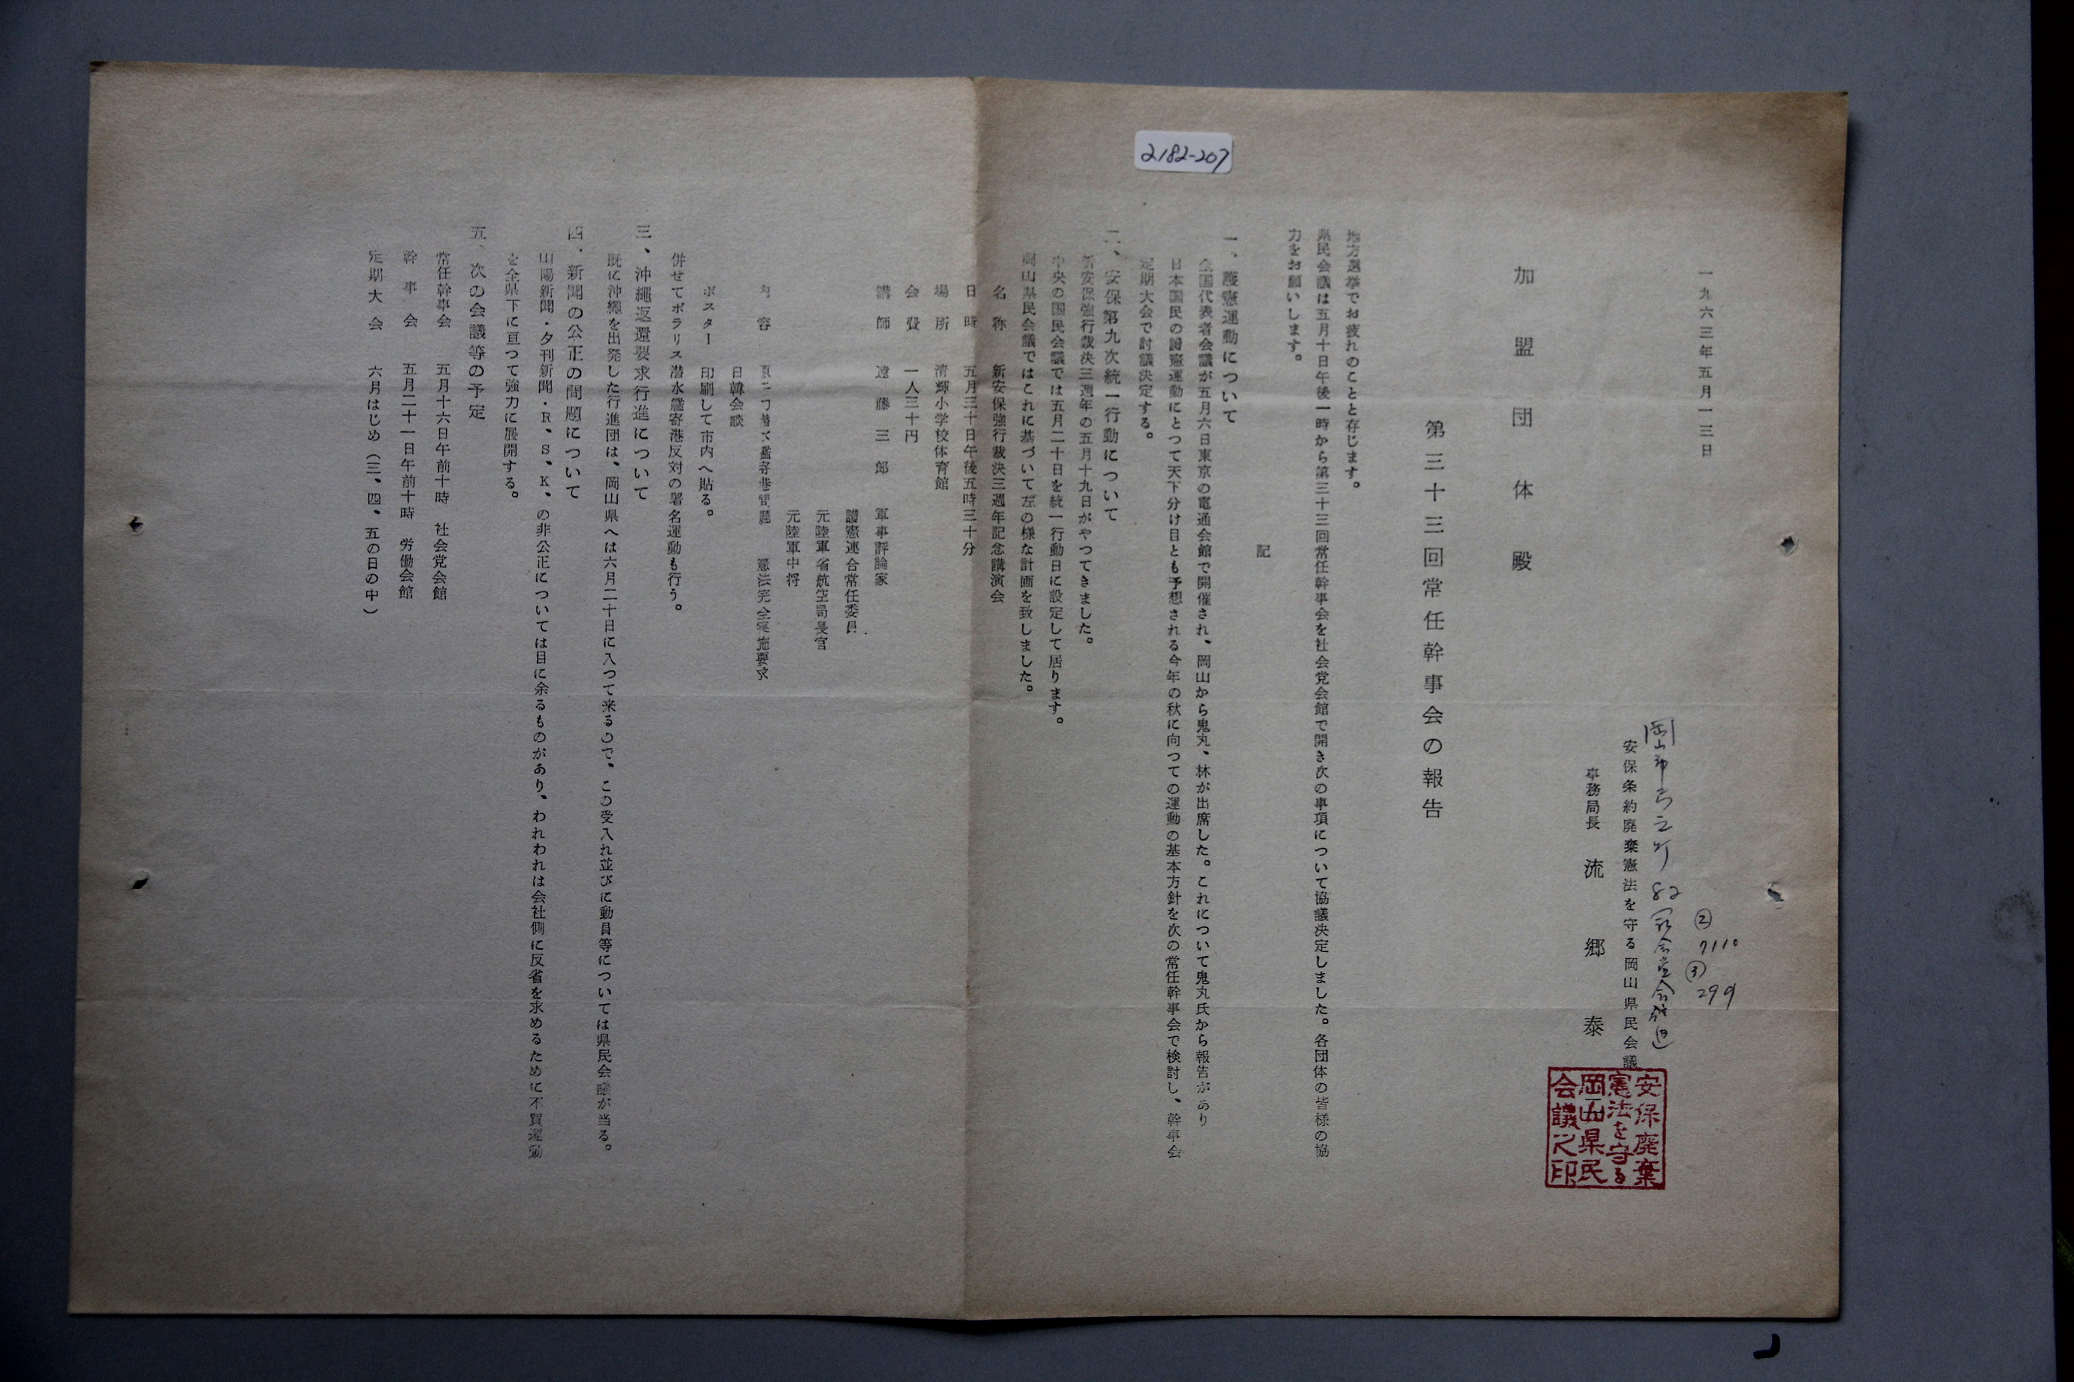 2182-207
一九六三年五月一三日
岡山市
82
②
7110
③
299
安保条約廃棄憲法を守る岡山県民会議
事務局長 流郷泰
安保廃棄
憲法を守る
岡山県民
会議之印
加盟団体殿
第三十三回常任幹事会の報告
地方選挙でお疲れのことと存じます。
県民会議は五月十日午後一時から第三十三回常任幹事会を社会党会館で開き次の事項について協議決定しました。各団体の皆様の協
力をお願いします。
記
一、護憲運動について
全国代表者会議が五月六日東京の電通会館で開催され、岡山から鬼丸、林が出席した。これについて鬼丸氏から報告があり
日本国民の護憲運動にとつて天下分け目とも予想される今年の秋に向つての運動の基本方針を次の常任幹事会で検討し、幹事会
定期大会で討議決定する。
二、安保第九次統一行動について
新安保強行裁決三週年の五月十九日がやつてきました。
中央の国民会議では五月二十日を統一行動日に設定して居ります。
岡山県民会議ではこれに基づいて左の様な計画を致しました。
名称 新安保強行裁決三週年記念講演会
日時 五月三十日午後五時三十分
場所 清輝小学校体育館
会費 一人三十円
講師 遠藤三郎 軍事評論家
護憲連合常任委員
元陸軍省航空局長官
元陸軍中将
内容 原子力潜水艦寄港問題 憲法完全実施要求
日韓会談
ポスター 印刷して市内へ貼る。
併せてポラリス潜水艦寄港反対の署名運動も行う。
三、沖縄返還要求行進について
既に沖縄を出発した行進団は、岡山県へは六月二十日に入つて来るので、この受入れ並びに動員等については県民会議が当る。
四、新聞の公正の問題について
山陽新聞・夕刊新聞・R、S、K、の非公正については目に余るものがあり、われわれは会社側に反省を求めるために不買運動
を全県下に亘つて強力に展開する。
五、次の会議等の予定
常任幹事会 五月十六日午前十時 社会党会館
幹事会 五月二十一日午前十時 労働会館
定期大会 六月はじめ（三、四、五の日の中）